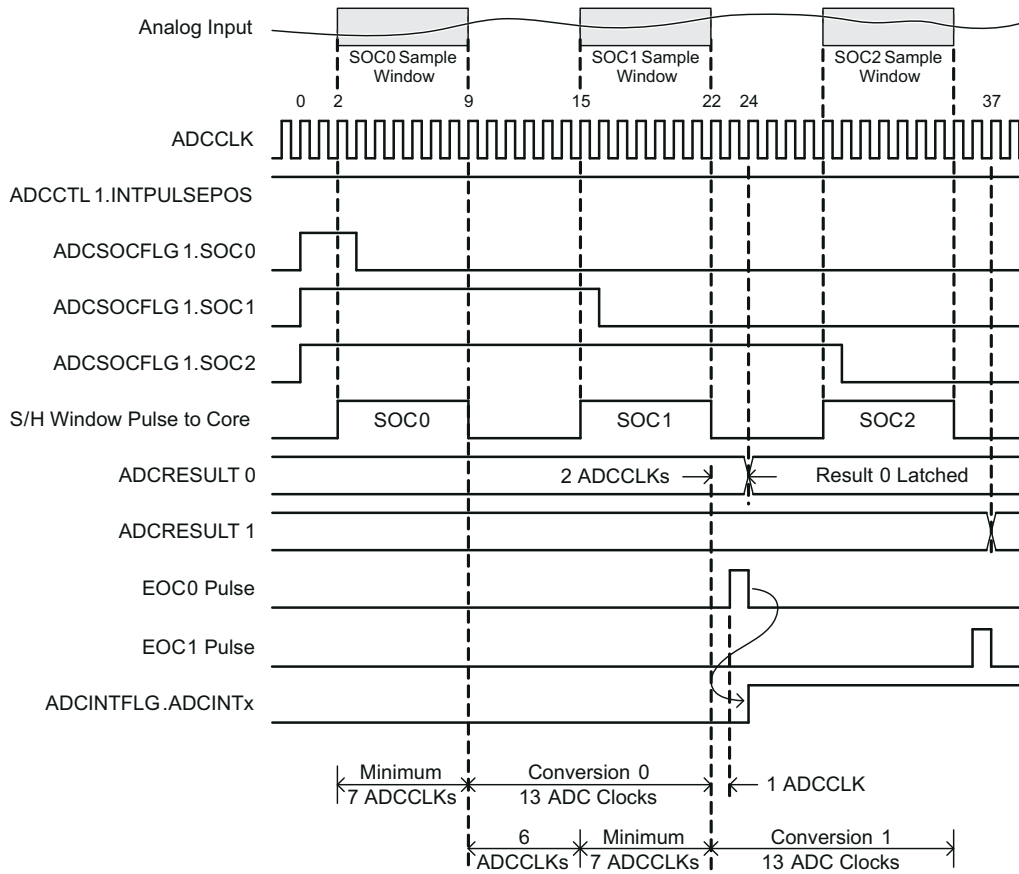 Analog Input
SOC0 Sample
Window
SOC1 Sample
Window
SOC2 Sample
Window
0 2 9 15 22 24 37
ADCCLK
ADCCTL 1.INTPULSEPOS
ADCSOCFLG 1.SOC0
ADCSOCFLG 1.SOC1
ADCSOCFLG 1.SOC2
S/H Window Pulse to Core
SOC0
SOC1
SOC2
ADCRESULT 0
2 ADCCLKs
Result 0 Latched
ADCRESULT 1
EOC0 Pulse
EOC1 Pulse
ADCINTFLG.ADCINTx
Minimum
7 ADCCLKs
Conversion 0
13 ADC Clocks
1 ADCCLK
6
ADCCLKs
Minimum
7 ADCCLKs
Conversion 1
13 ADC Clocks